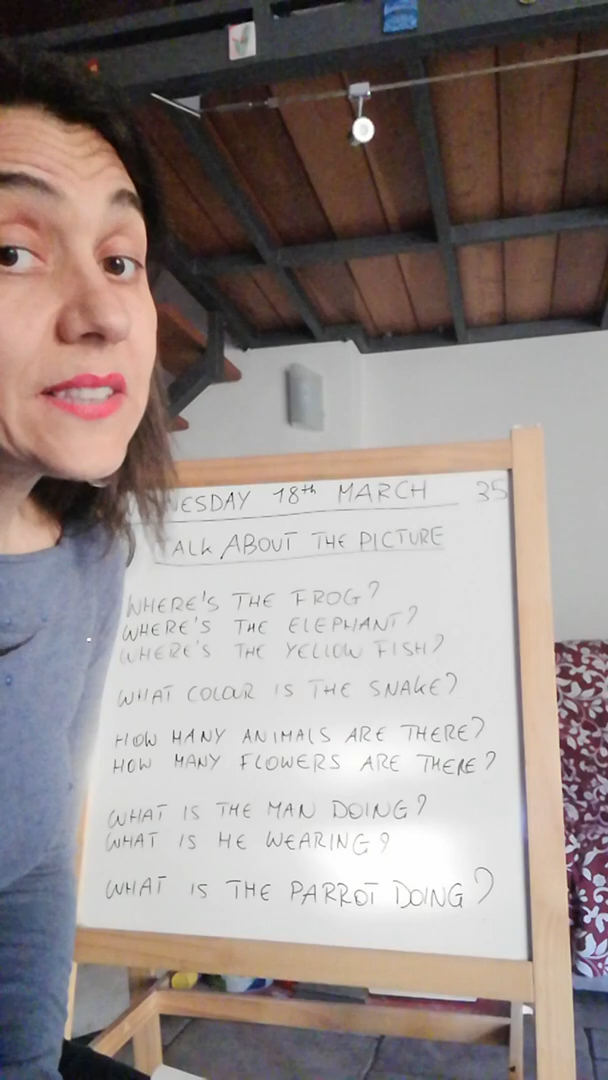 WEDNESDAY 18th MARCH 35
TALK ABOUT THE PICTURE
WHERE'S THE FROG?
WHERE'S THE ELEPHANT?
WHERE'S THE YELLOW FISH?
WHAT COLOUR IS THE SNAKE?
HOW MANY ANIMALS ARE THERE?
HOW MANY FLOWERS ARE THERE?
WHAT IS THE MAN DOING?
WHAT IS HE WEARING?
WHAT IS THE PARROT DOING?